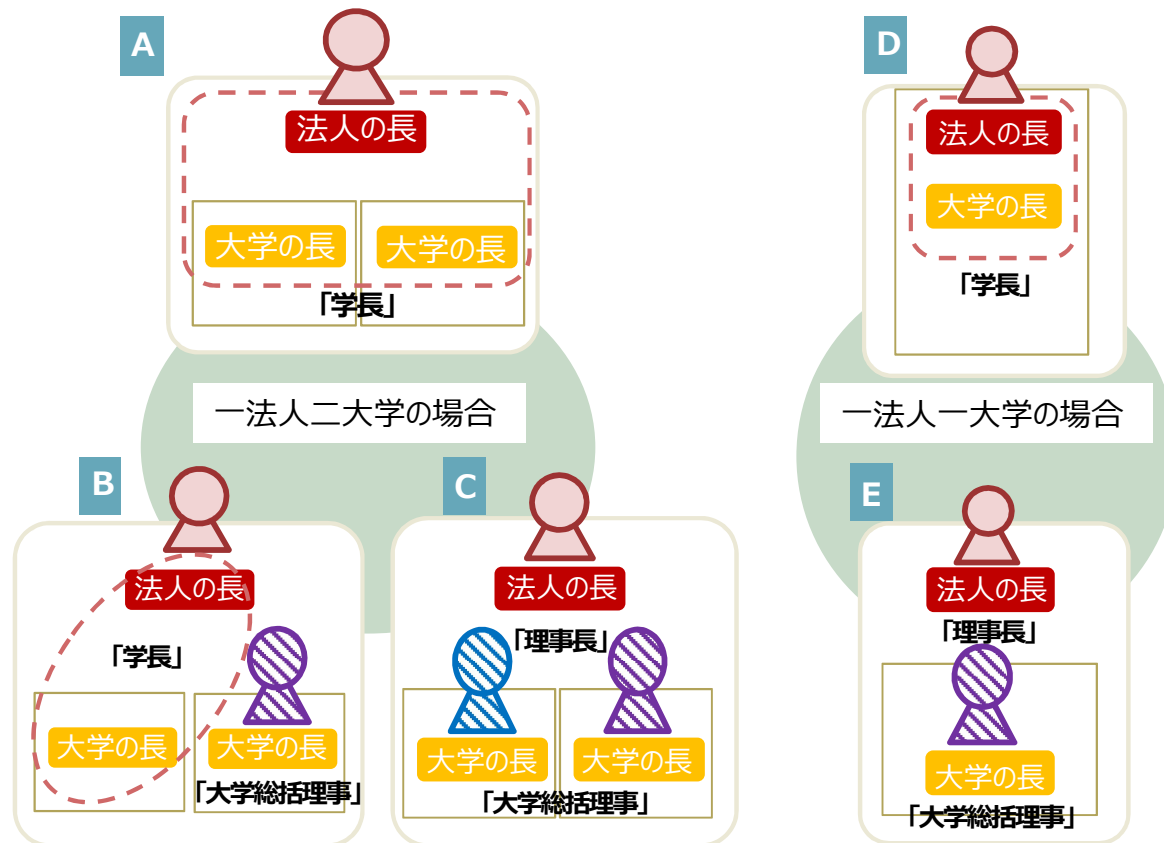 A
法人の長
大学の長
大学の長
「学長」
一法人二大学の場合
B
法人の長
「学長」
大学の長
大学の長
「大学総括理事」
C
法人の長
「理事長」
大学の長
大学の長
「大学総括理事」
D
法人の長
大学の長
「学長」
一法人一大学の場合
E
法人の長
「理事長」
大学の長
「大学総括理事」